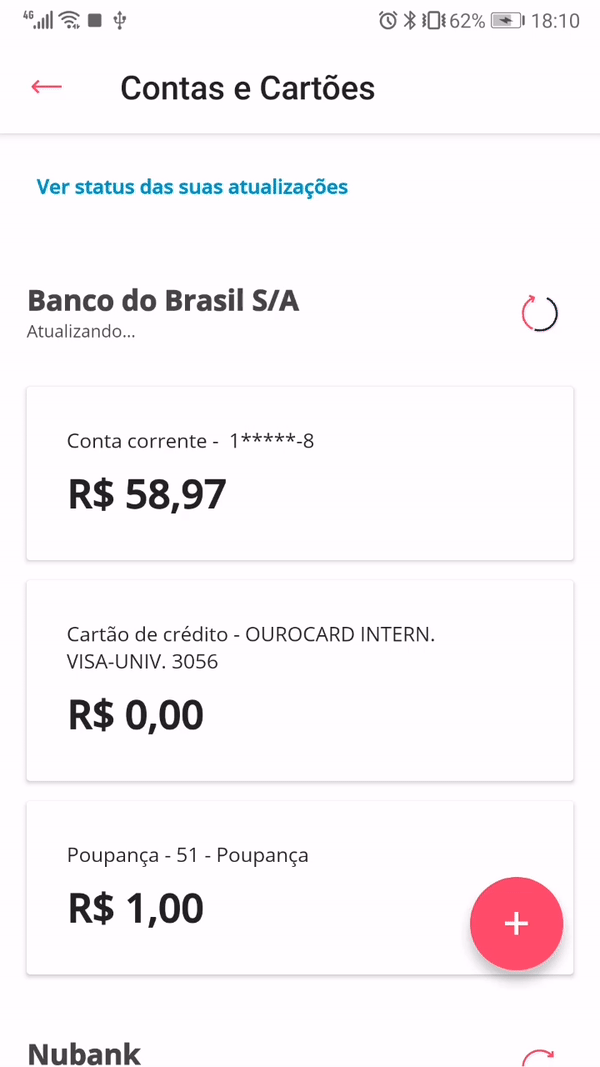 4G 62% 18:10
Contas e Cartões
Ver status das suas atualizações
Banco do Brasil S/A
Atualizando...
Conta corrente - 1*****-8
R$ 58,97
Cartão de crédito - OUROCARD INTERN.
VISA-UNIV. 3056
R$ 0,00
Poupança - 51 - Poupança
R$ 1,00
+
Nubank